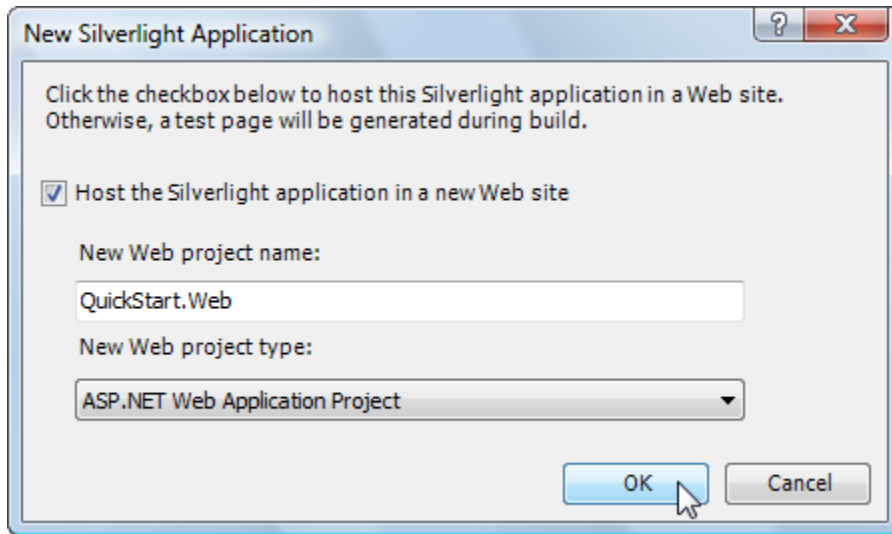 New Silverlight Application
Click the checkbox below to host this Silverlight application in a Web site.
Otherwise, a test page will be generated during build.
Host the Silverlight application in a new Web site
New Web project name:
QuickStart.Web
New Web project type:
ASP.NET Web Application Project
OK Cancel